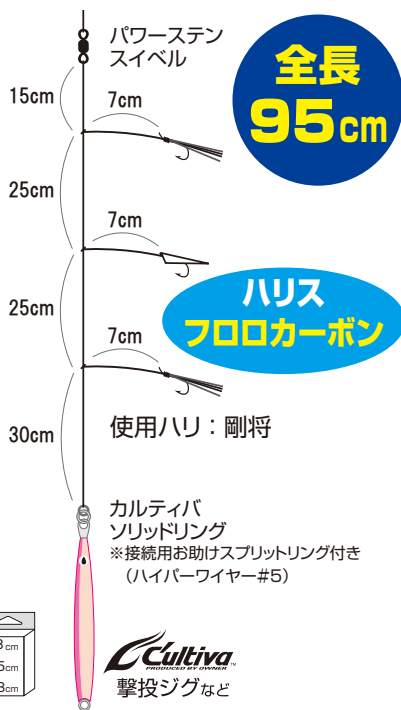 パワーステン
スイベル
全長
95cm
15cm
7cm
25cm
7cm
25cm
ハリス
フロロカーボン
7cm
30cm
使用ハリ：剛将
カルティバ
ソリッドリング
※接続用お助けスプリットリング付き
（ハイパーワイヤー#5）
3cm
5cm
3cm
C'ultiva
PRODUCED BY OWNER
撃投ジグなど